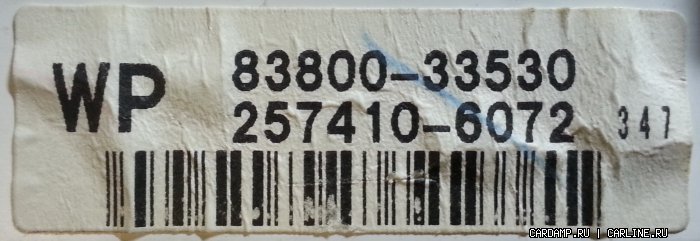 WP 83800-33530
257410-6072 347
CARDAMP.RU | CARLINE.RU